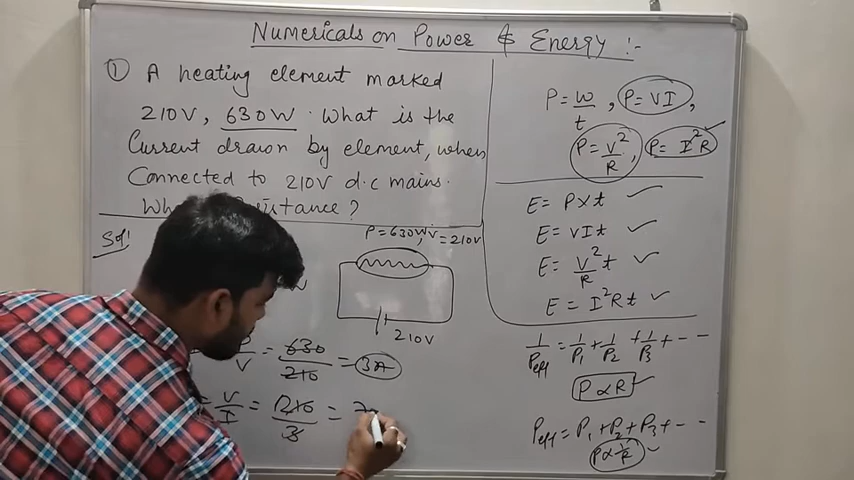 Numericals on Power & Energy :-
① A heating element marked
210V, 630W. What is the
Current drawn by element, when
Connected to 210V d.c mains.
Sol!
P=630W, V=210V
210V
V = 630/210 = 3A
= V/I = 210/3 =
P = W/t , P = VI ,
P = V²/R , P = I²R
E = P×t
E = VIt
E = V²/R t
E = I²Rt
1/Peff = 1/P1 + 1/P2 + 1/P3 + - -
P ∝ R
Peff = P1 + P2 + P3 + - -
P ∝ 1/R